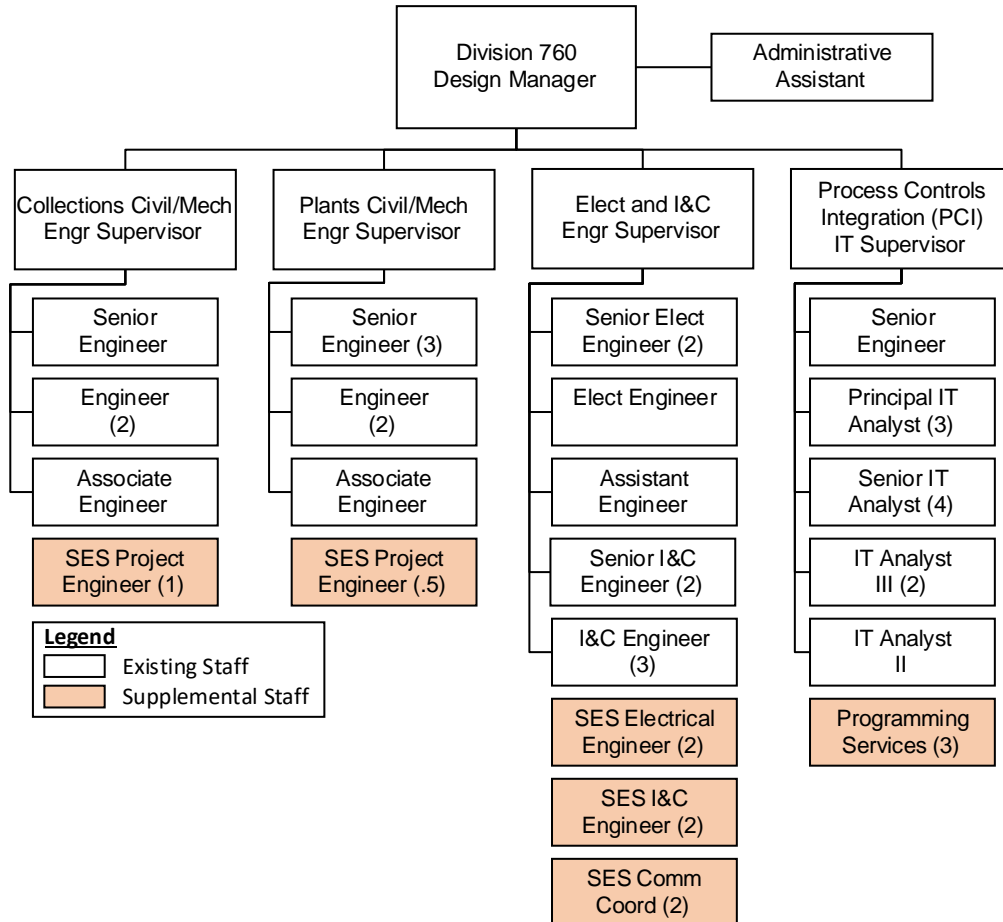 Division 760
Design Manager
Administrative
Assistant
Collections Civil/Mech
Engr Supervisor
Plants Civil/Mech
Engr Supervisor
Elect and I&C
Engr Supervisor
Process Controls
Integration (PCI)
IT Supervisor
Senior
Engineer
Engineer
(2)
Associate
Engineer
SES Project
Engineer (1)
Senior
Engineer (3)
Engineer
(2)
Associate
Engineer
SES Project
Engineer (.5)
Senior Elect
Engineer (2)
Elect Engineer
Assistant
Engineer
Senior I&C
Engineer (2)
I&C Engineer
(3)
SES Electrical
Engineer (2)
SES I&C
Engineer (2)
SES Comm
Coord (2)
Senior
Engineer
Principal IT
Analyst (3)
Senior IT
Analyst (4)
IT Analyst
III (2)
IT Analyst
II
Programming
Services (3)
Legend
Existing Staff
Supplemental Staff